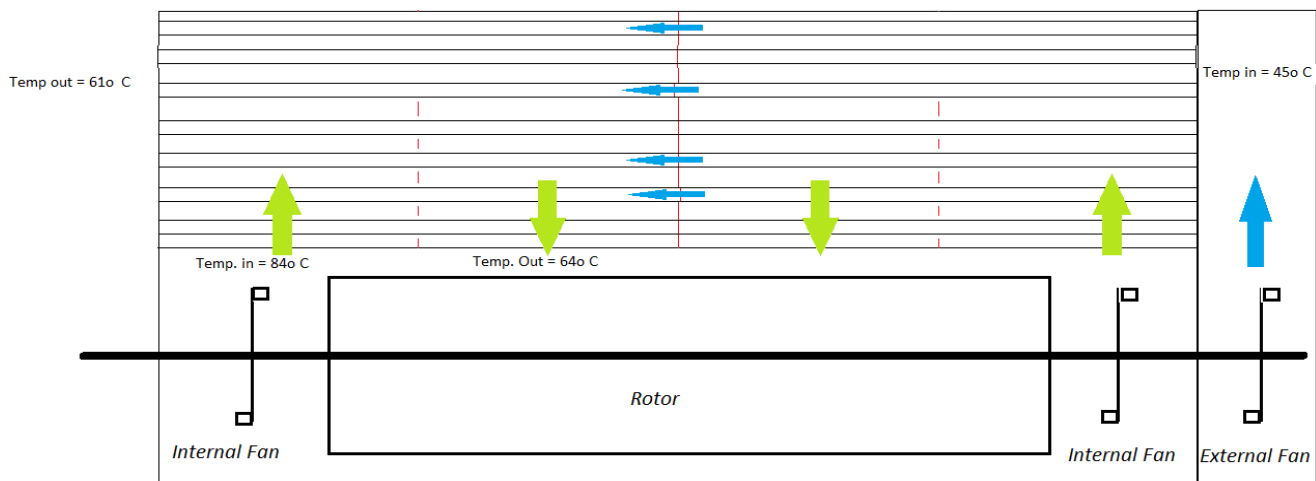 Temp out = 61o  C
Temp in = 45o C
Temp. in = 84o C
Temp. Out = 64o C
Rotor
Internal Fan
Internal Fan
External Fan